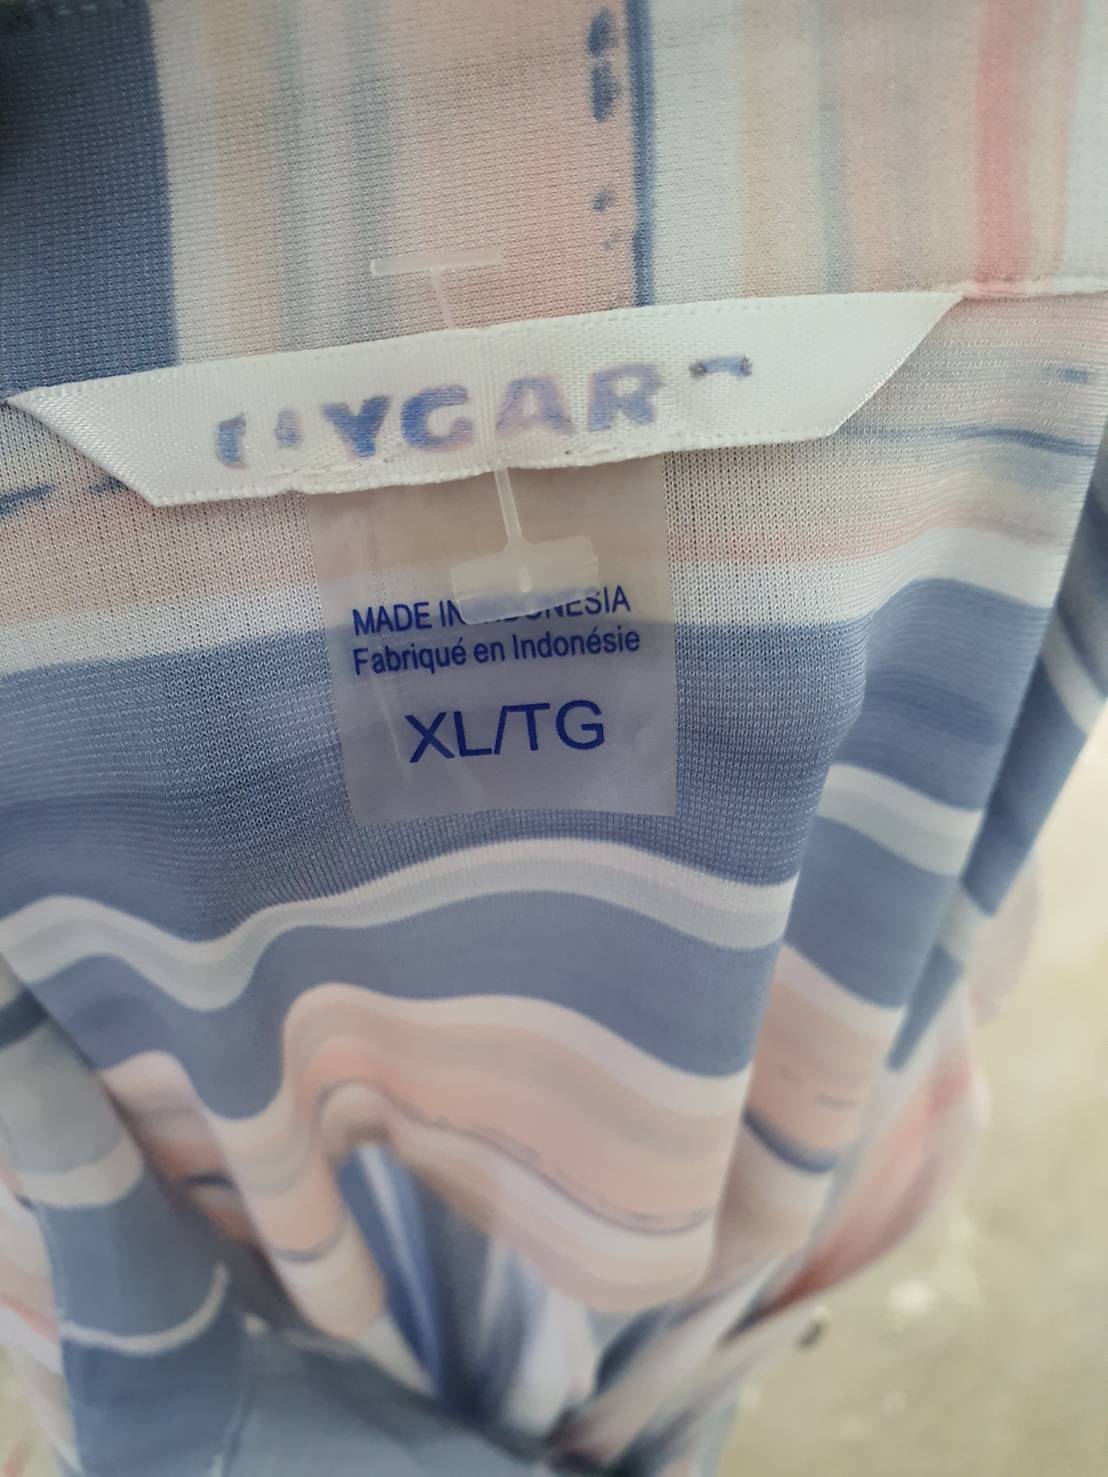 MADE IN INDONESIA
Fabriqué en Indonésie
XL/TG